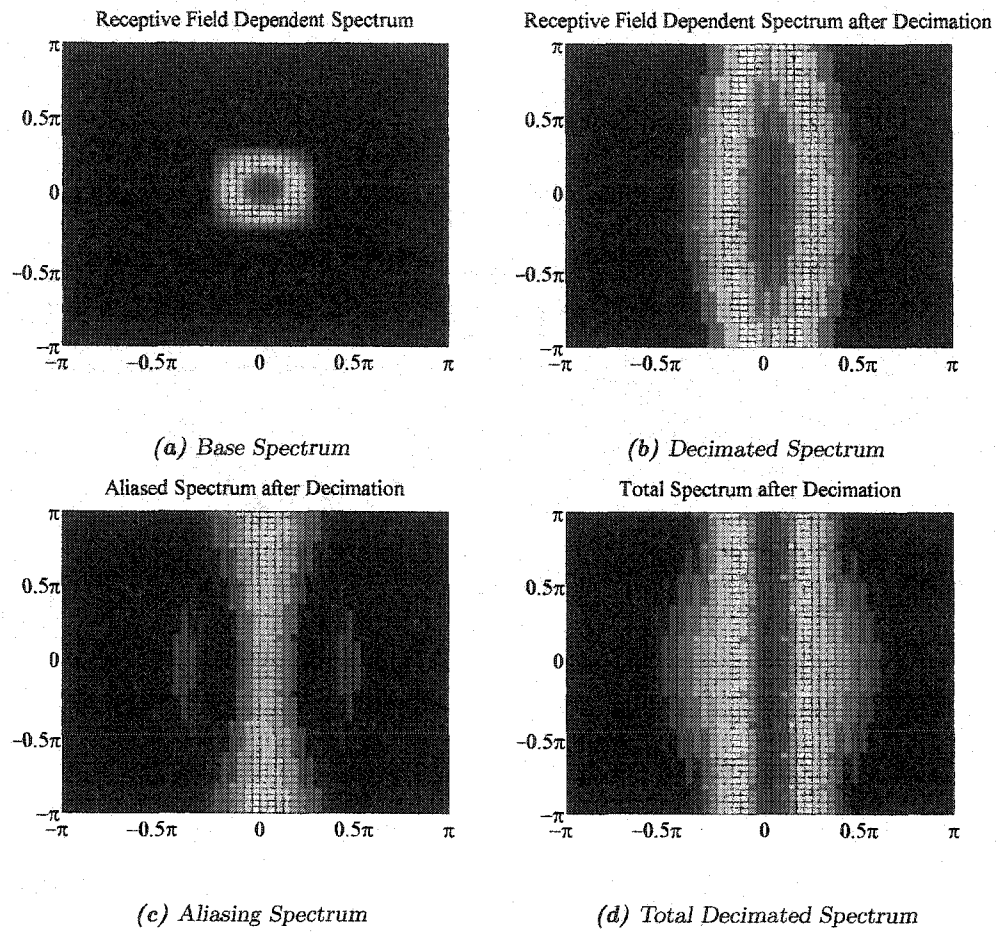 Receptive Field Dependent Spectrum
π
0.5π
0
−0.5π
−π
−π −0.5π 0 0.5π π
(a) Base Spectrum
Receptive Field Dependent Spectrum after Decimation
π
0.5π
0
−0.5π
−π
−π −0.5π 0 0.5π π
(b) Decimated Spectrum
Aliased Spectrum after Decimation
π
0.5π
0
−0.5π
−π
−π −0.5π 0 0.5π π
(c) Aliasing Spectrum
Total Spectrum after Decimation
π
0.5π
0
−0.5π
−π
−π −0.5π 0 0.5π π
(d) Total Decimated Spectrum